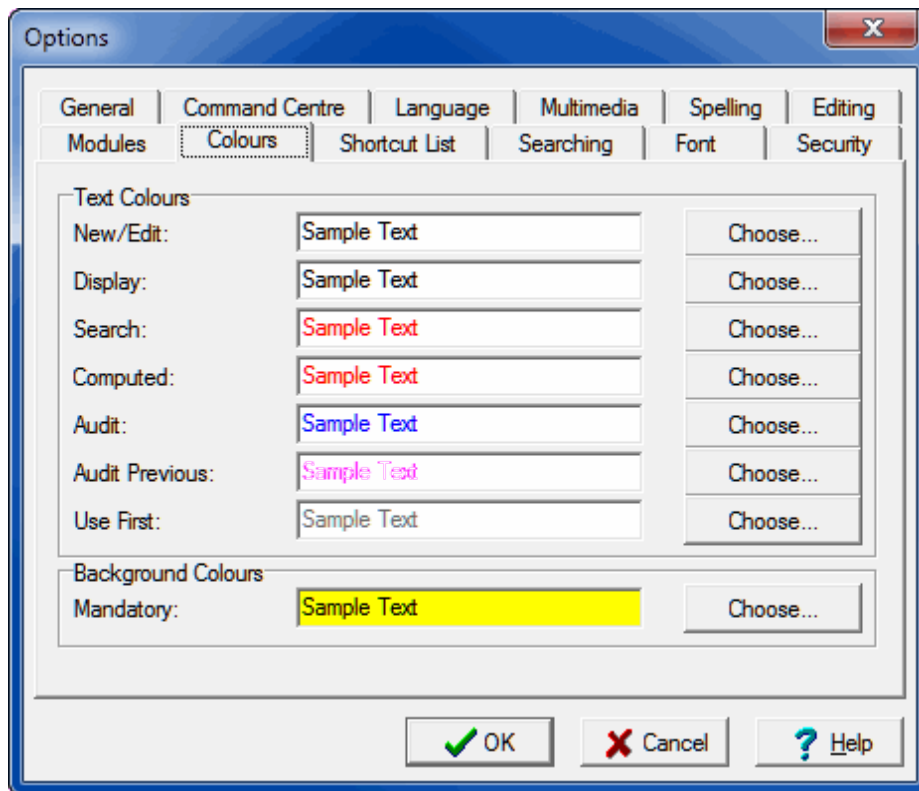 Options
General Command Centre Language Multimedia Spelling Editing
Modules Colours Shortcut List Searching Font Security
Text Colours
New/Edit: Sample Text Choose...
Display: Sample Text Choose...
Search: Sample Text Choose...
Computed: Sample Text Choose...
Audit: Sample Text Choose...
Audit Previous: Sample Text Choose...
Use First: Sample Text Choose...
Background Colours
Mandatory: Sample Text Choose...
OK Cancel Help